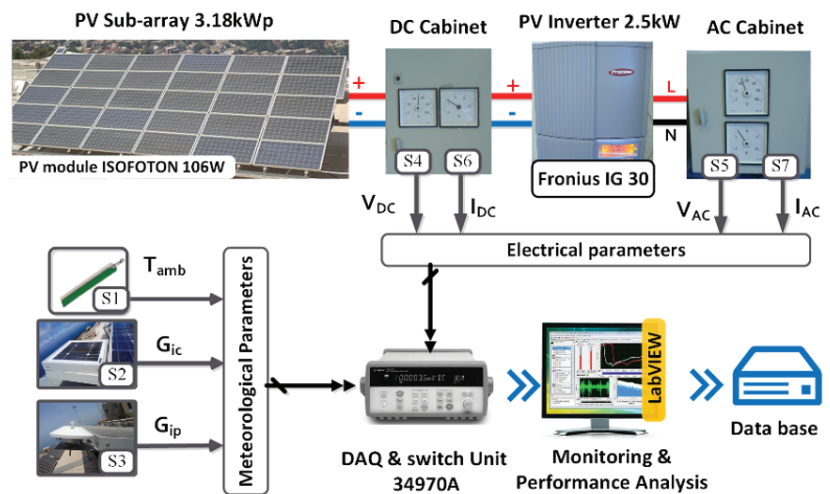 PV Sub-array 3.18kWp
DC Cabinet
PV Inverter 2.5kW
AC Cabinet
+
+
L
-
-
N
PV module ISOFOTON 106W
S4
S6
Fronius IG 30
S5
S7
VDC
IDC
VAC
IAC
Electrical parameters
Tamb
S1
Gic
S2
Gip
S3
Meteorological Parameters
LabVIEW
DAQ & switch Unit
34970A
Monitoring &
Performance Analysis
Data base